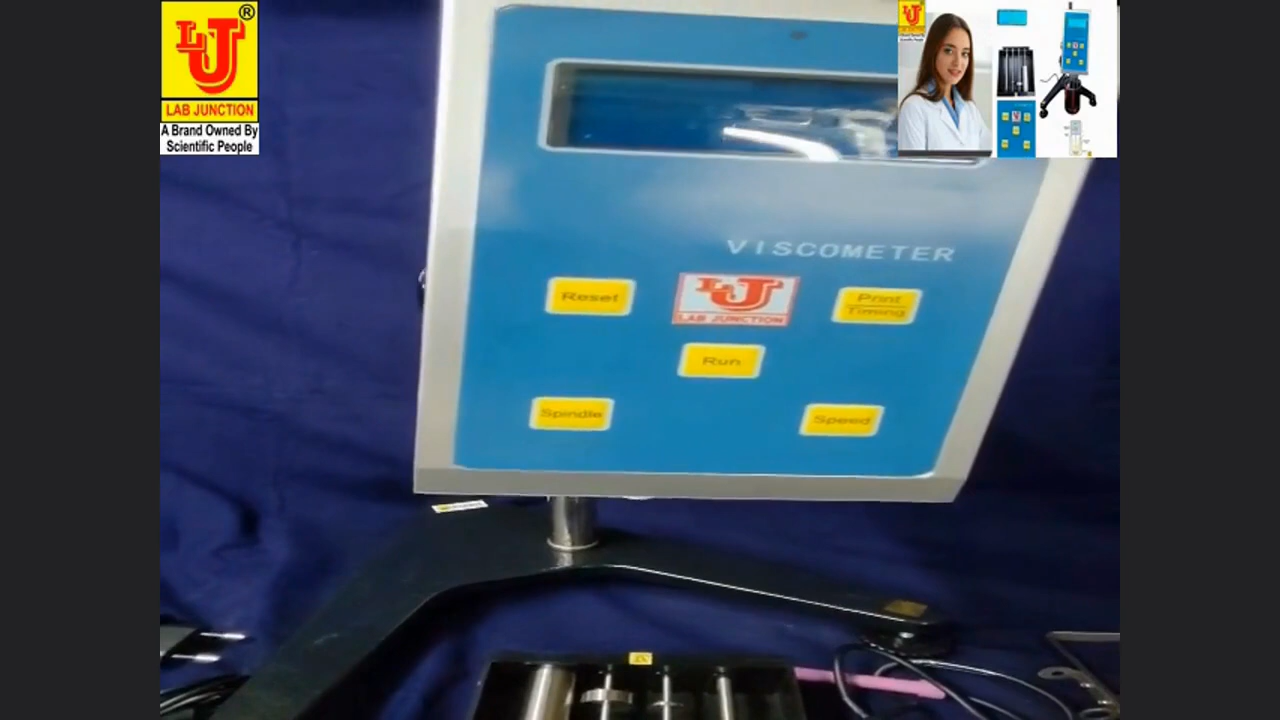 LJ®
LAB JUNCTION
A Brand Owned By
Scientific People
VISCOMETER
Reset
LJ
LAB JUNCTION
Print
Timing
Run
Spindle
Speed